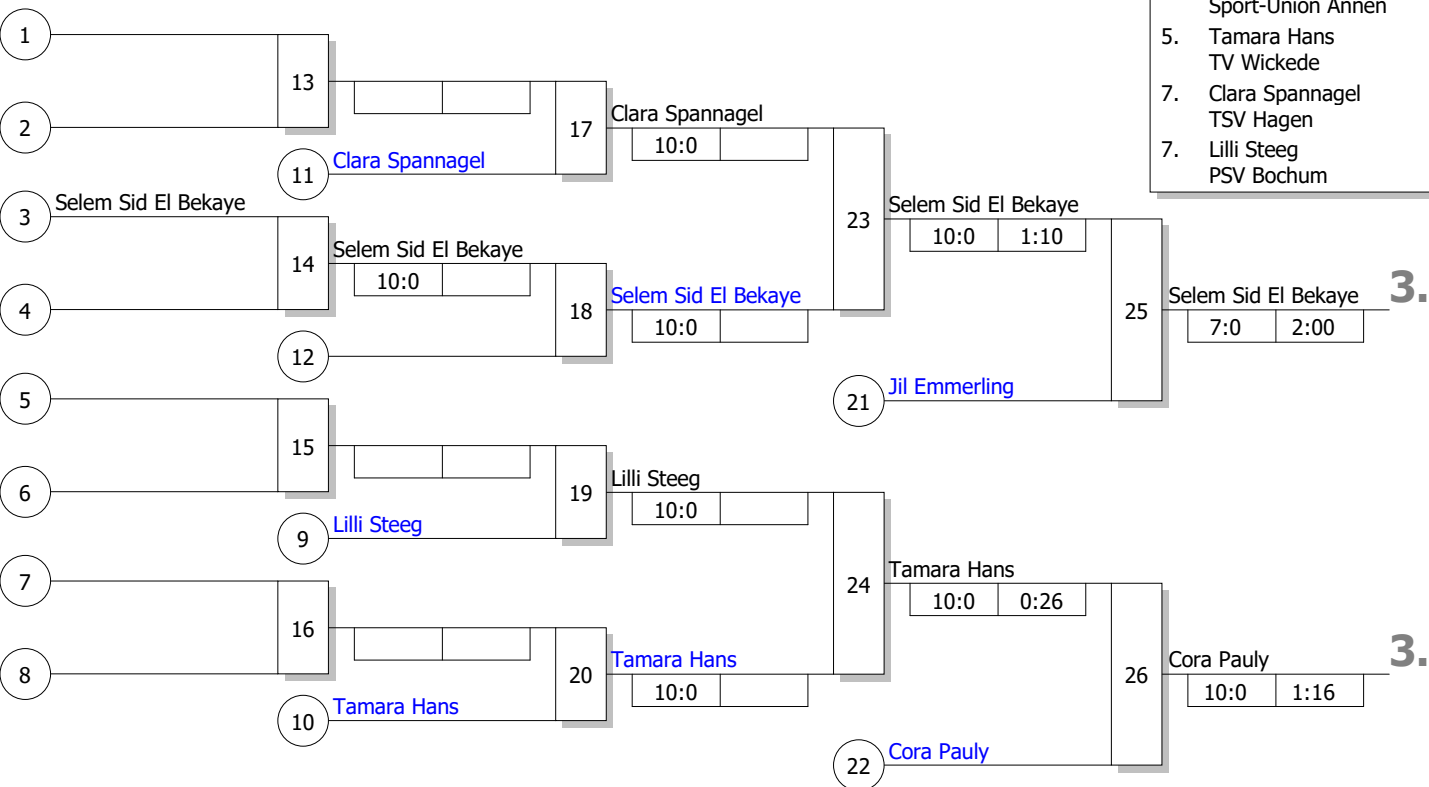 Sport-Union Annen
5. Tamara Hans
TV Wickede
7. Clara Spannagel
TSV Hagen
7. Lilli Steeg
PSV Bochum
1
13
2
17
Clara Spannagel
10:0
11
Clara Spannagel
3
Selem Sid El Bekaye
14
Selem Sid El Bekaye
10:0
4
18
Selem Sid El Bekaye
10:0
12
23
Selem Sid El Bekaye
10:0 1:10
25
Selem Sid El Bekaye
7:0 2:00
3.
21
Jil Emmerling
5
15
6
19
Lilli Steeg
10:0
9
Lilli Steeg
7
16
8
20
Tamara Hans
10:0
10
Tamara Hans
24
Tamara Hans
10:0 0:26
26
Cora Pauly
10:0 1:16
3.
22
Cora Pauly